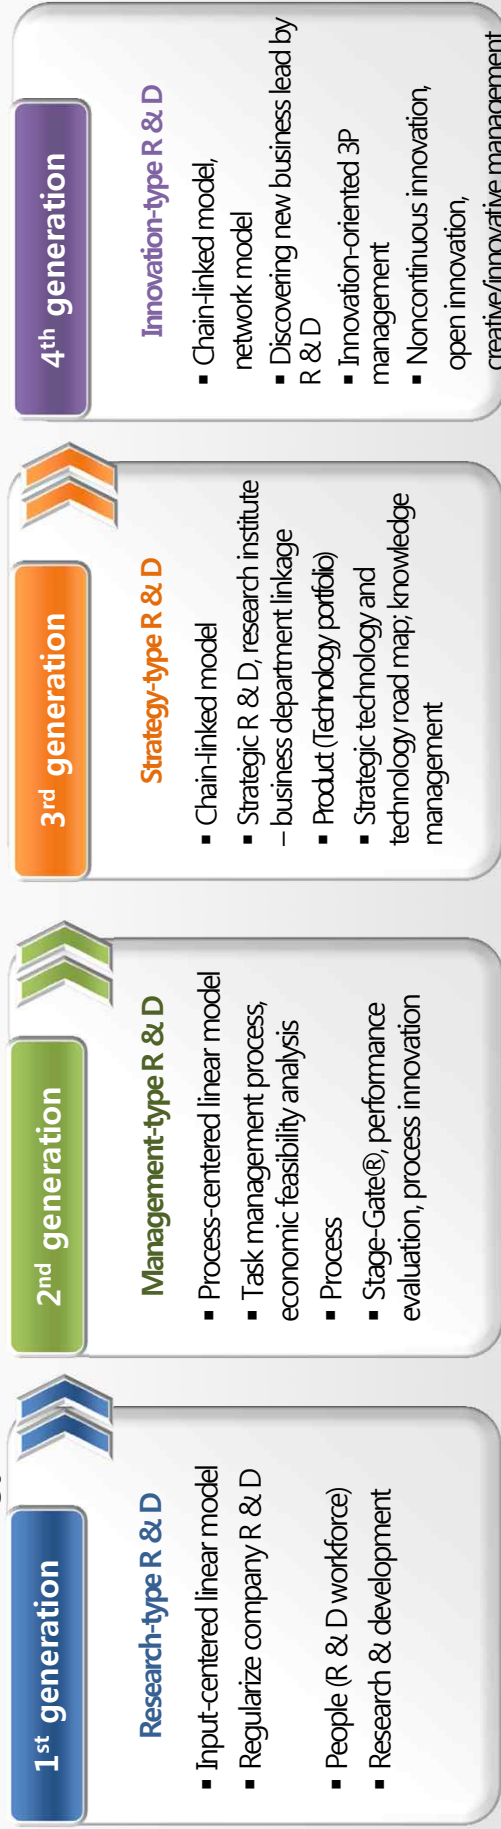 1st generation
Research-type R & D
▪ Input-centered linear model
▪ Regularize company R & D
▪ People (R & D workforce)
▪ Research & development
2nd generation
Management-type R & D
▪ Process-centered linear model
▪ Task management process,
economic feasibility analysis
▪ Process
▪ Stage-Gate®, performance
evaluation, process innovation
3rd generation
Strategy-type R & D
▪ Chain-linked model
▪ Strategic R & D, research institute
– business department linkage
▪ Product (Technology portfolio)
▪ Strategic technology and
technology road map; knowledge
management
4th generation
Innovation-type R & D
▪ Chain-linked model,
network model
▪ Discovering new business lead by
R & D
▪ Innovation-oriented 3P
management
▪ Noncontinuous innovation,
open innovation,
creative/innovative management